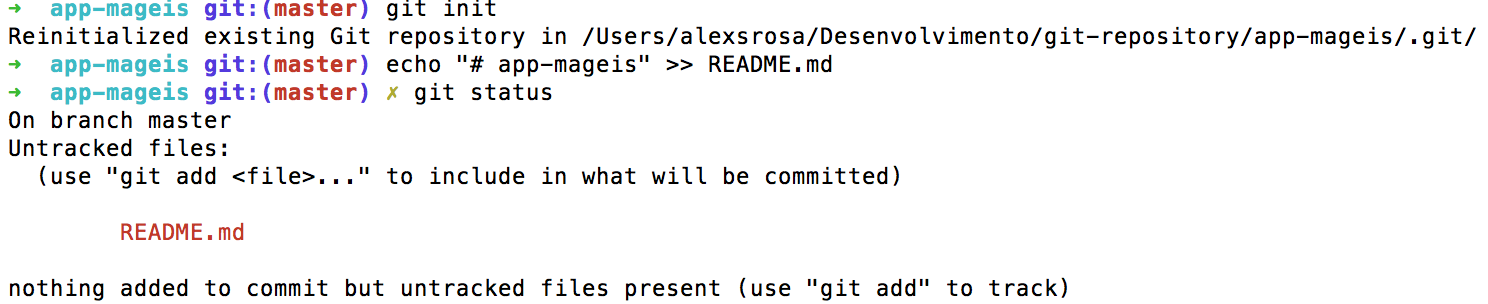 ➜  app-mageis git:(master) git init
Reinitialized existing Git repository in /Users/alexsrosa/Desenvolvimento/git-repository/app-mageis/.git/
➜  app-mageis git:(master) echo "# app-mageis" >> README.md
➜  app-mageis git:(master) ✗ git status
On branch master
Untracked files:
  (use "git add <file>..." to include in what will be committed)
README.md
nothing added to commit but untracked files present (use "git add" to track)